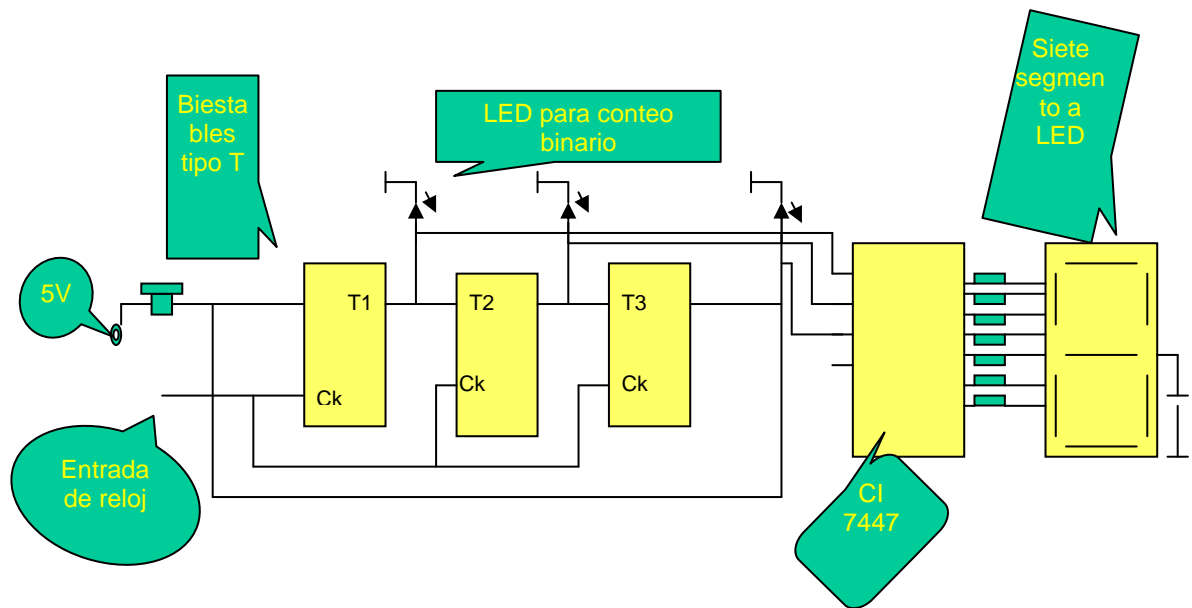 Siete
segmen
to a
LED
Biesta
bles
tipo T
LED para conteo
binario
5V
T1
T2
T3
Ck
Ck
Ck
Entrada
de reloj
CI
7447